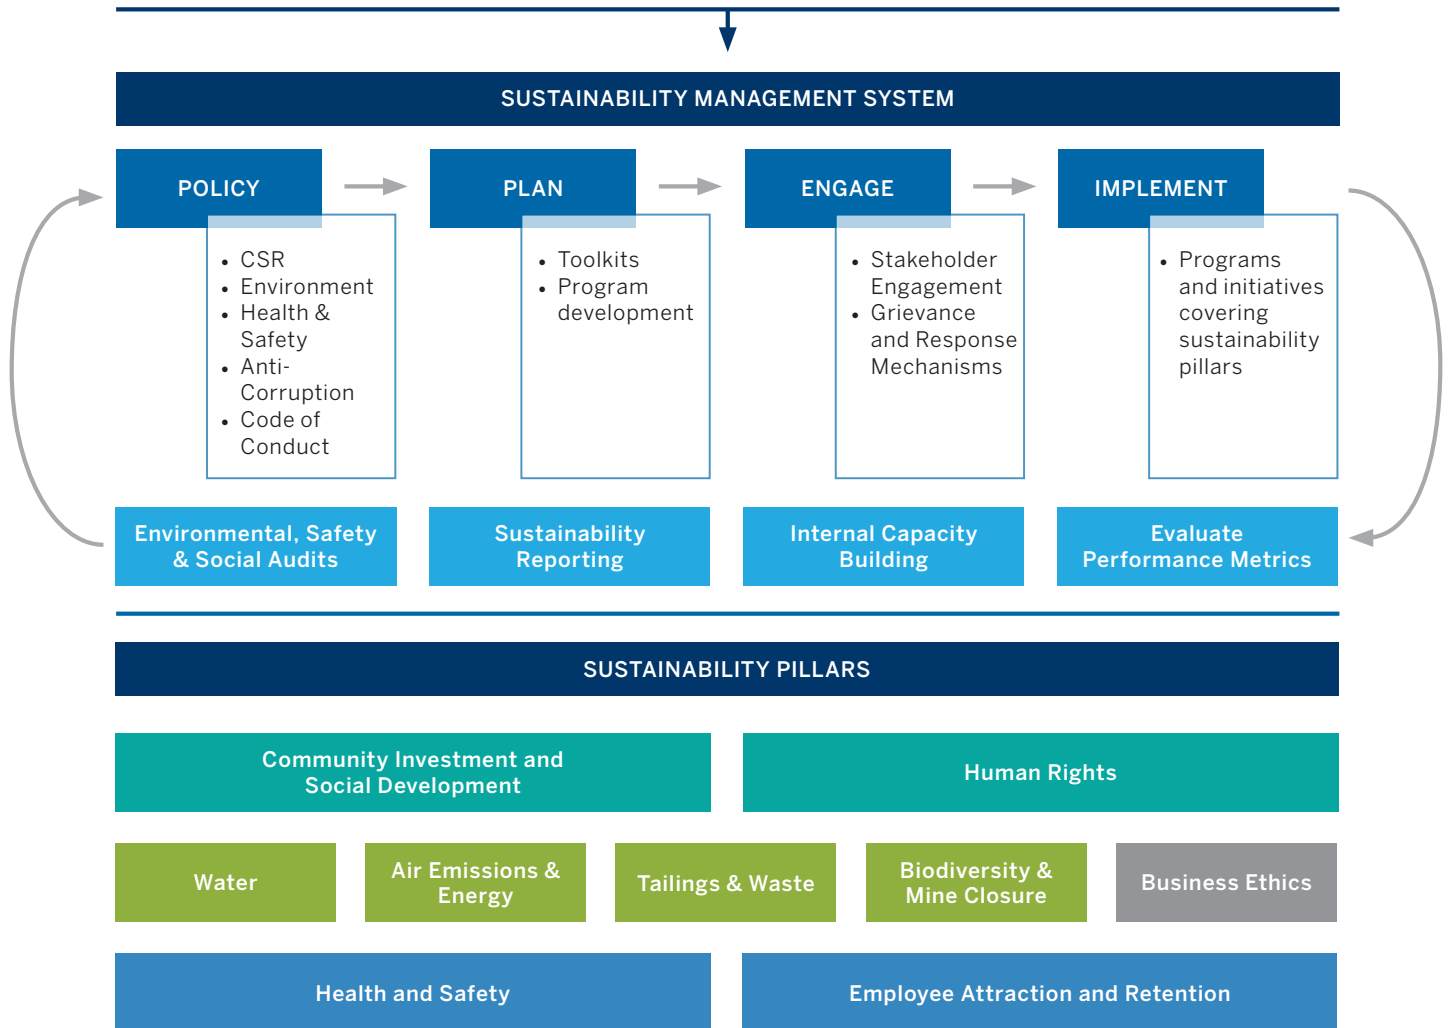 SUSTAINABILITY MANAGEMENT SYSTEM
POLICY
• CSR
• Environment
• Health &
Safety
• Anti-
Corruption
• Code of
Conduct
PLAN
• Toolkits
• Program
development
ENGAGE
• Stakeholder
Engagement
• Grievance
and Response
Mechanisms
IMPLEMENT
• Programs
and initiatives
covering
sustainability
pillars
Environmental, Safety
& Social Audits
Sustainability
Reporting
Internal Capacity
Building
Evaluate
Performance Metrics
SUSTAINABILITY PILLARS
Community Investment and
Social Development
Human Rights
Water
Air Emissions &
Energy
Tailings & Waste
Biodiversity &
Mine Closure
Business Ethics
Health and Safety
Employee Attraction and Retention